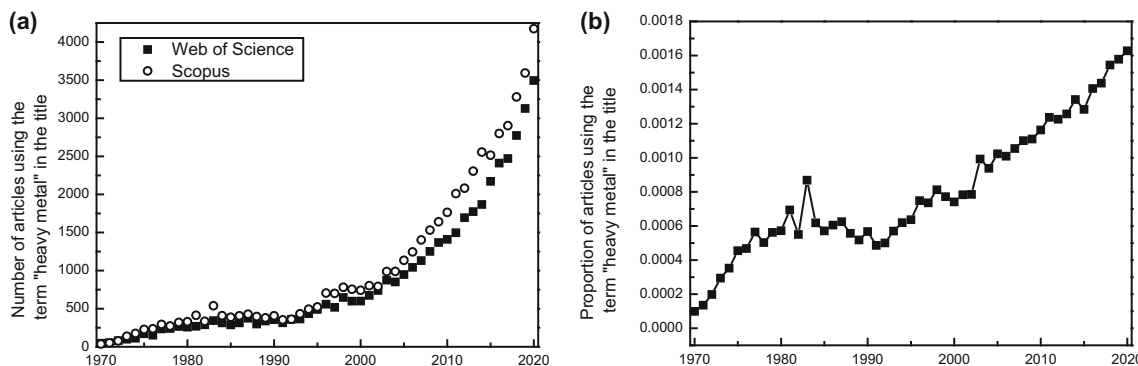 (a)
Number of articles using the
term "heavy metal" in the title
4000
3500
3000
2500
2000
1500
1000
500
0
Web of Science
Scopus
1970 1980 1990 2000 2010 2020
(b)
Proportion of articles using the
term "heavy metal" in the title
0.0018
0.0016
0.0014
0.0012
0.0010
0.0008
0.0006
0.0004
0.0002
0.0000
1970 1980 1990 2000 2010 2020